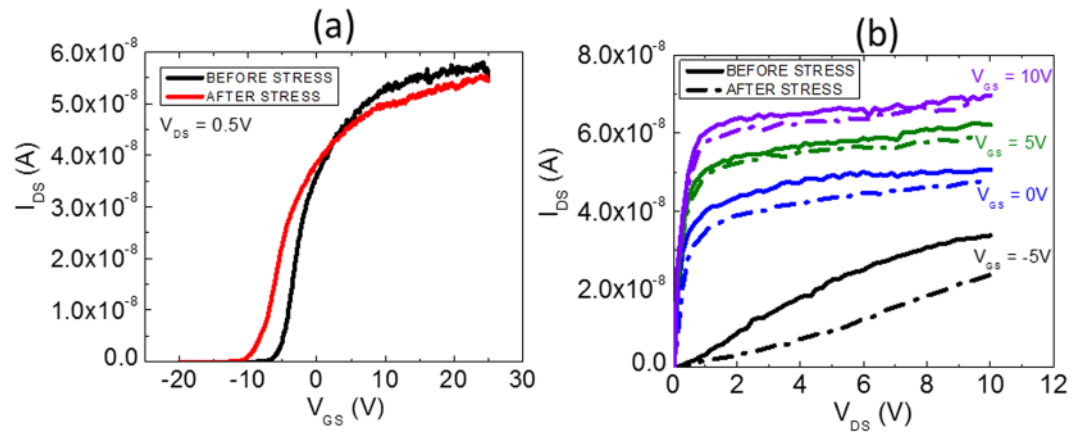 (a)
6.0x10⁻⁸
5.0x10⁻⁸
4.0x10⁻⁸
3.0x10⁻⁸
2.0x10⁻⁸
1.0x10⁻⁸
0.0
I_DS (A)
BEFORE STRESS
AFTER STRESS
V_DS = 0.5V
-20 -10 0 10 20 30
V_GS (V)
(b)
8.0x10⁻⁸
6.0x10⁻⁸
4.0x10⁻⁸
2.0x10⁻⁸
0.0
I_DS (A)
BEFORE STRESS
AFTER STRESS
V_GS = 10V
V_GS = 5V
V_GS = 0V
V_GS = -5V
0 2 4 6 8 10 12
V_DS (V)